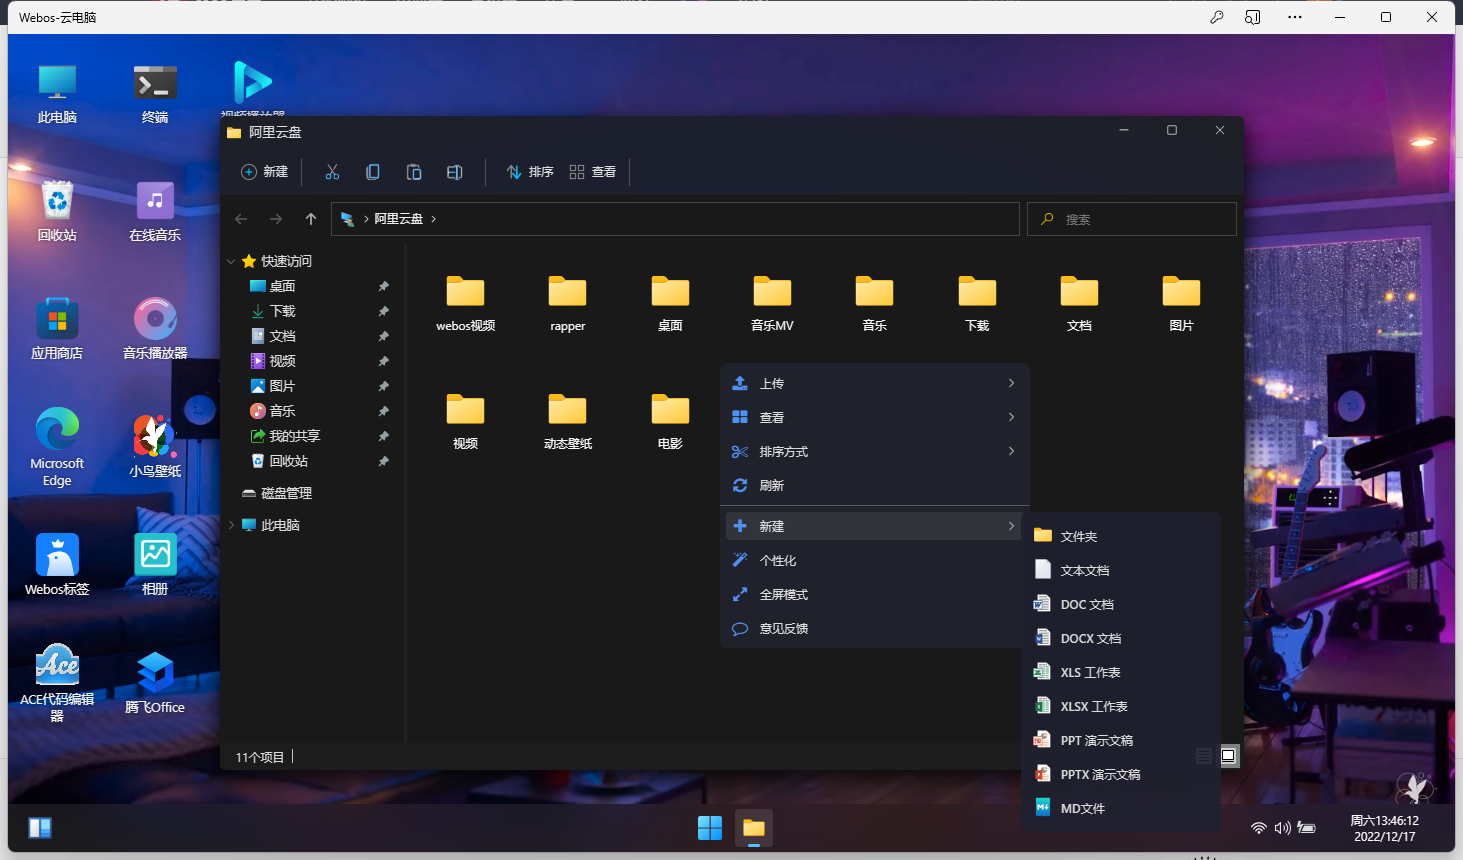 Webos-云电脑
此电脑
终端
视频播放器
回收站
在线音乐
应用商店
音乐播放器
Microsoft
Edge
小鸟壁纸
Webos标签
相册
Ace
ACE代码编辑
器
腾飞Office
阿里云盘
新建
排序
查看
阿里云盘
搜索
快速访问
桌面
下载
文档
视频
图片
音乐
我的共享
回收站
磁盘管理
此电脑
webos视频
rapper
桌面
音乐MV
音乐
下载
文档
图片
视频
动态壁纸
电影
上传
查看
排序方式
刷新
新建
个性化
全屏模式
意见反馈
文件夹
文本文档
DOC 文档
DOCX 文档
XLS 工作表
XLSX 工作表
PPT 演示文稿
PPTX 演示文稿
MD文件
11个项目
周六13:46:12
2022/12/17